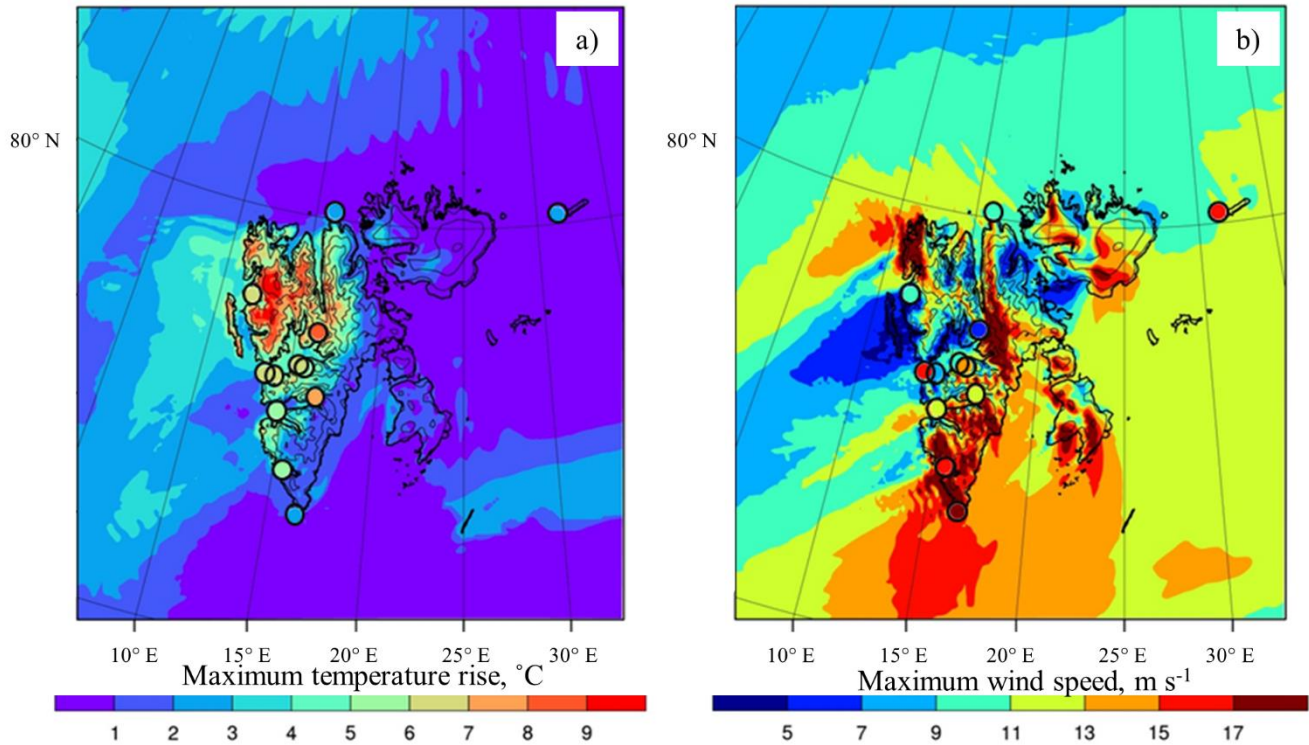 a)
b)
80° N
80° N
10° E 15° E 20° E 25° E 30° E
10° E 15° E 20° E 25° E 30° E
Maximum temperature rise, ˚C
Maximum wind speed, m s⁻¹
1 2 3 4 5 6 7 8 9
5 7 9 11 13 15 17